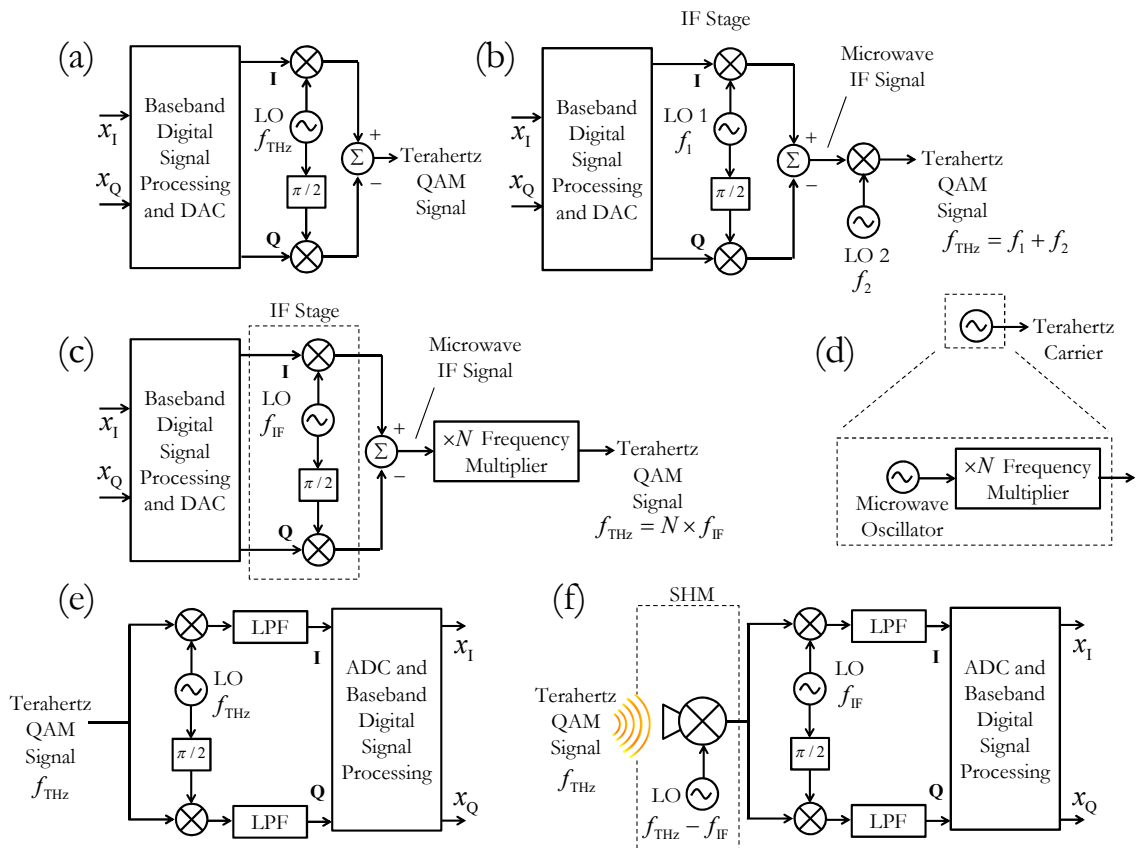 (a)
Baseband
Digital
Signal
Processing
and DAC
x_I
x_Q
I
Q
LO
f_THz
π / 2
Σ
+
−
Terahertz
QAM
Signal
(b)
IF Stage
Baseband
Digital
Signal
Processing
and DAC
x_I
x_Q
I
Q
LO 1
f_1
π / 2
Σ
+
−
Microwave
IF Signal
LO 2
f_2
Terahertz
QAM
Signal
f_THz = f_1 + f_2
(c)
IF Stage
Baseband
Digital
Signal
Processing
and DAC
x_I
x_Q
I
Q
LO
f_IF
π / 2
Σ
+
−
Microwave
IF Signal
×N Frequency
Multiplier
Terahertz
QAM
Signal
f_THz = N × f_IF
(d)
Terahertz
Carrier
Microwave
Oscillator
×N Frequency
Multiplier
(e)
Terahertz
QAM
Signal
f_THz
LO
f_THz
π / 2
LPF
LPF
I
Q
ADC and
Baseband
Digital
Signal
Processing
x_I
x_Q
(f)
SHM
Terahertz
QAM
Signal
f_THz
LO
f_THz − f_IF
LO
f_IF
π / 2
LPF
LPF
I
Q
ADC and
Baseband
Digital
Signal
Processing
x_I
x_Q